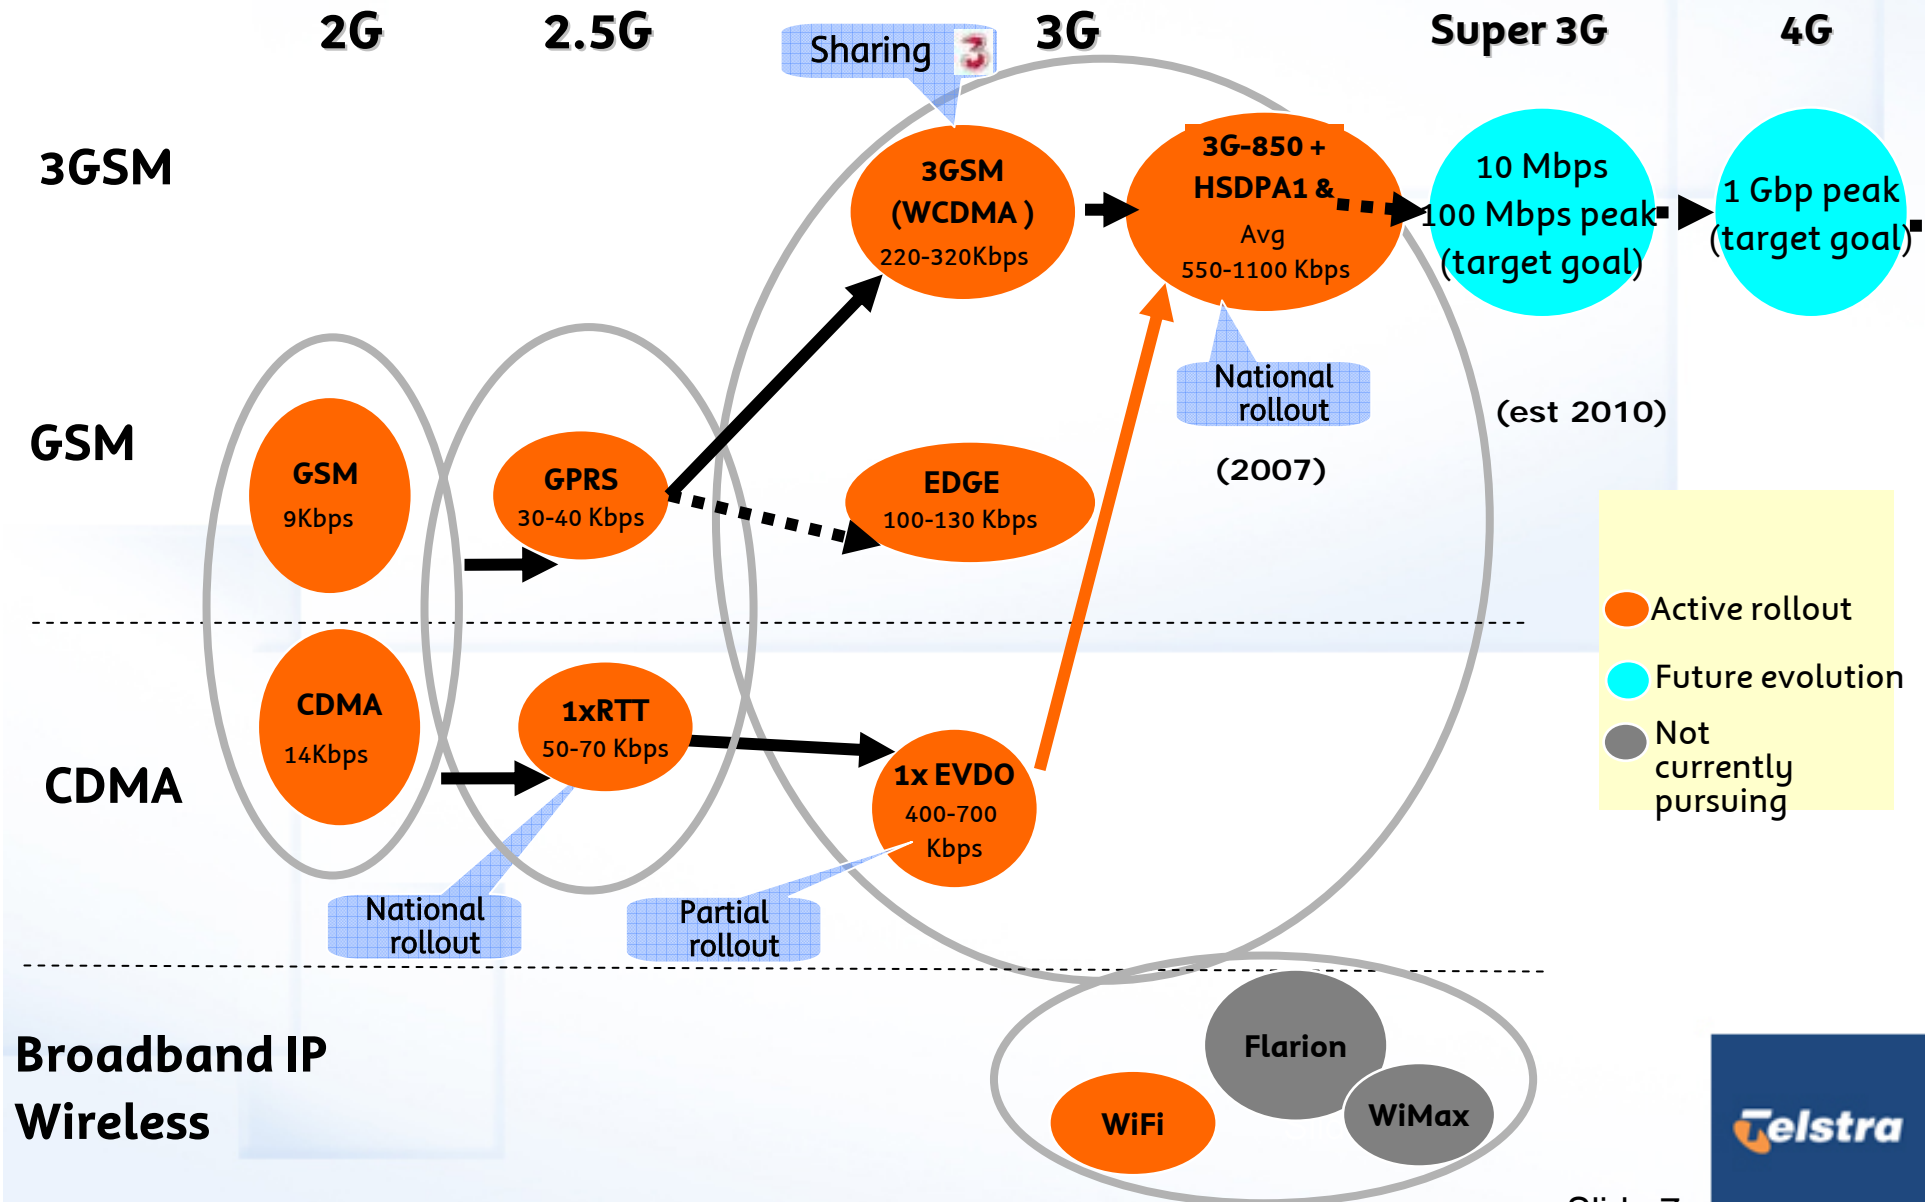 2G
2.5G
3G
Super 3G
4G
Sharing 3
3GSM
3GSM
(WCDMA )
220-320Kbps
3G-850 +
HSDPA1 &
Avg
550-1100 Kbps
10 Mbps
100 Mbps peak
(target goal)
1 Gbp peak
(target goal)
National
rollout
(2007)
(est 2010)
GSM
GSM
9Kbps
GPRS
30-40 Kbps
EDGE
100-130 Kbps
Active rollout
Future evolution
Not
currently
pursuing
CDMA
CDMA
14Kbps
1xRTT
50-70 Kbps
1x EVDO
400-700
Kbps
National
rollout
Partial
rollout
Broadband IP
Wireless
Flarion
WiFi
WiMax
Telstra